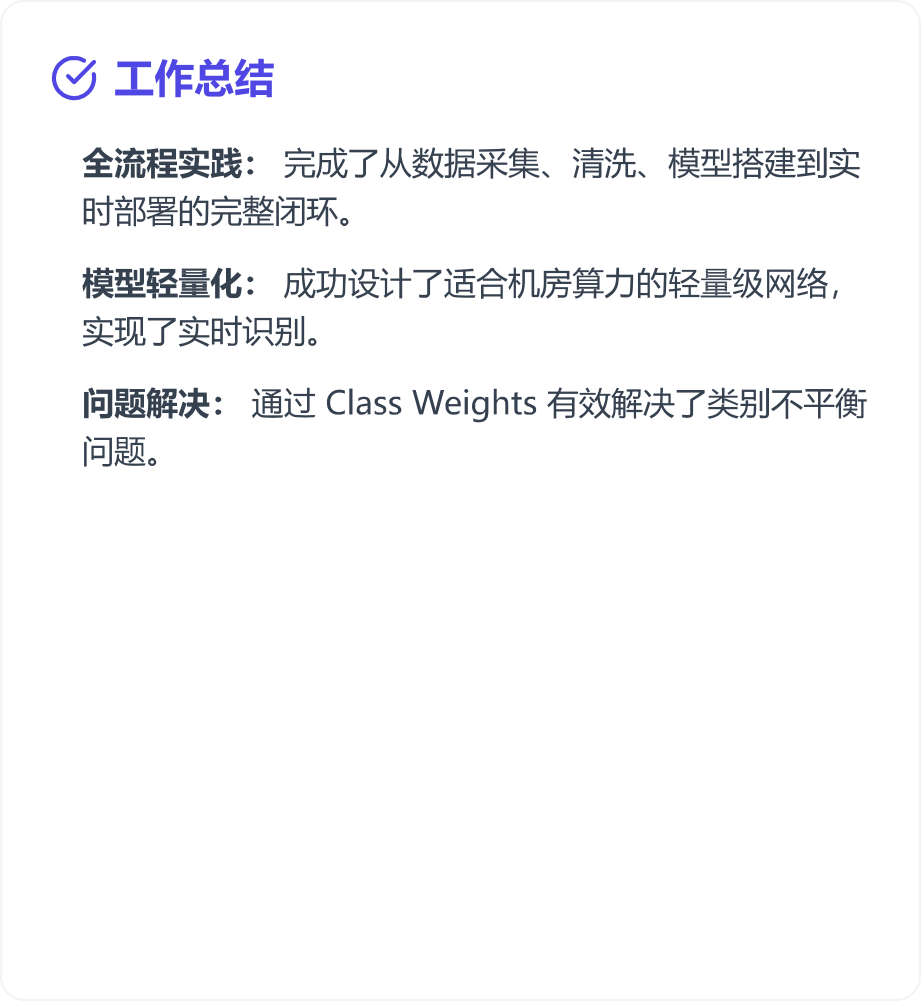 工作总结
全流程实践： 完成了从数据采集、清洗、模型搭建到实
时部署的完整闭环。
模型轻量化： 成功设计了适合机房算力的轻量级网络，
实现了实时识别。
问题解决： 通过 Class Weights 有效解决了类别不平衡
问题。